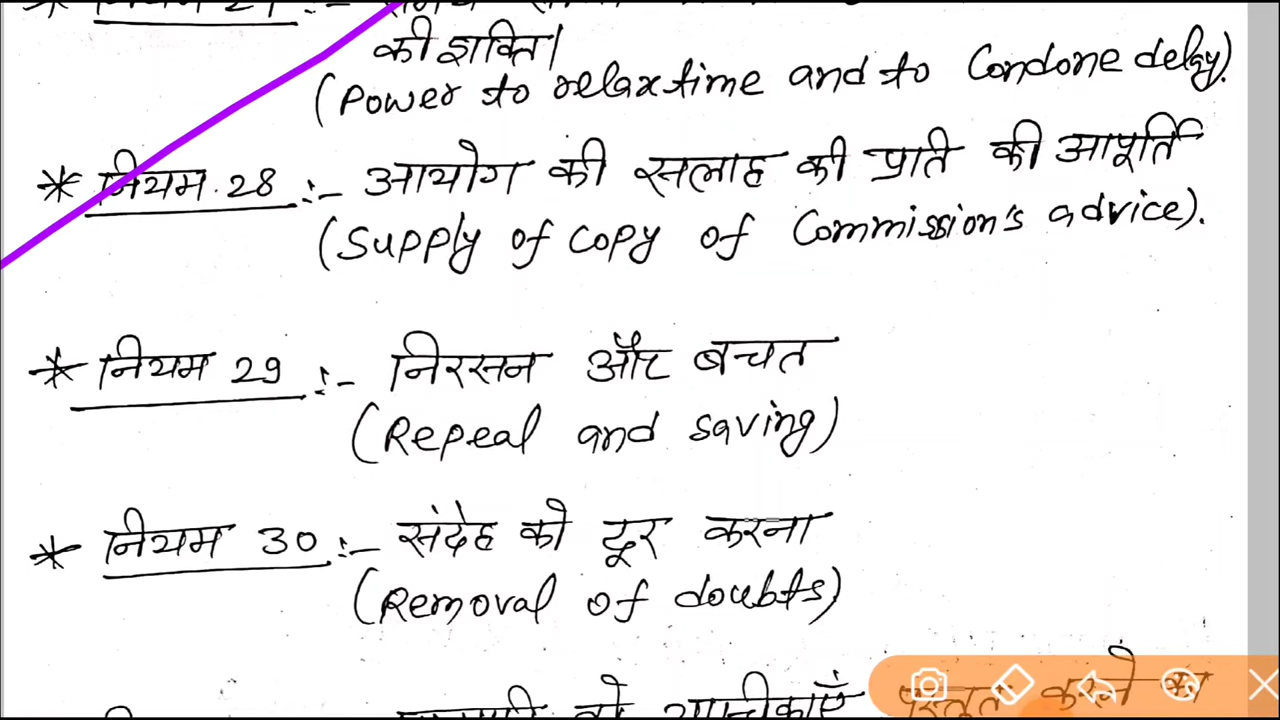 की शक्ति।
(Power to relax time and to Condone delay).
* नियम 28 :- आयोग की सलाह की प्राति की आपूर्ति
(Supply of copy of Commission's advice).
* नियम 29 :- निरसन और बचत
(Repeal and saving)
* नियम 30 :- संदेह को दूर करना
(Removal of doubts)